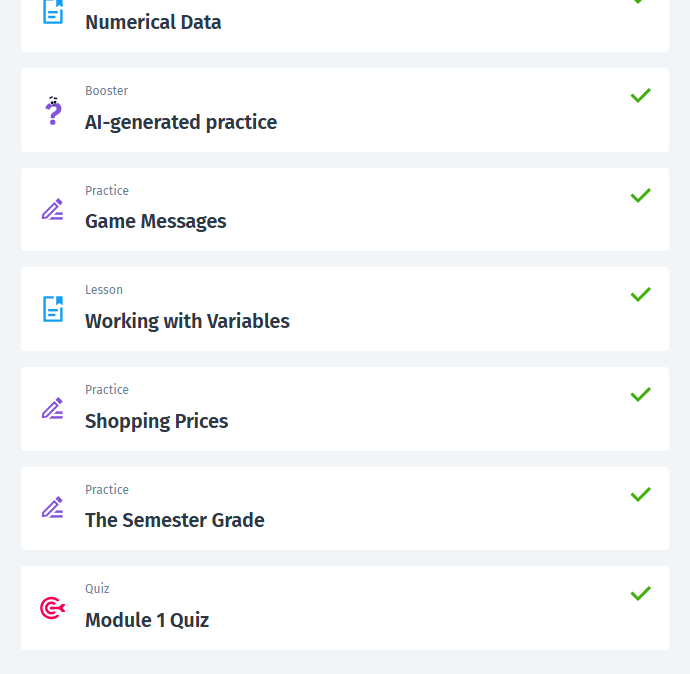 Numerical Data
Booster
AI-generated practice
Practice
Game Messages
Lesson
Working with Variables
Practice
Shopping Prices
Practice
The Semester Grade
Quiz
Module 1 Quiz